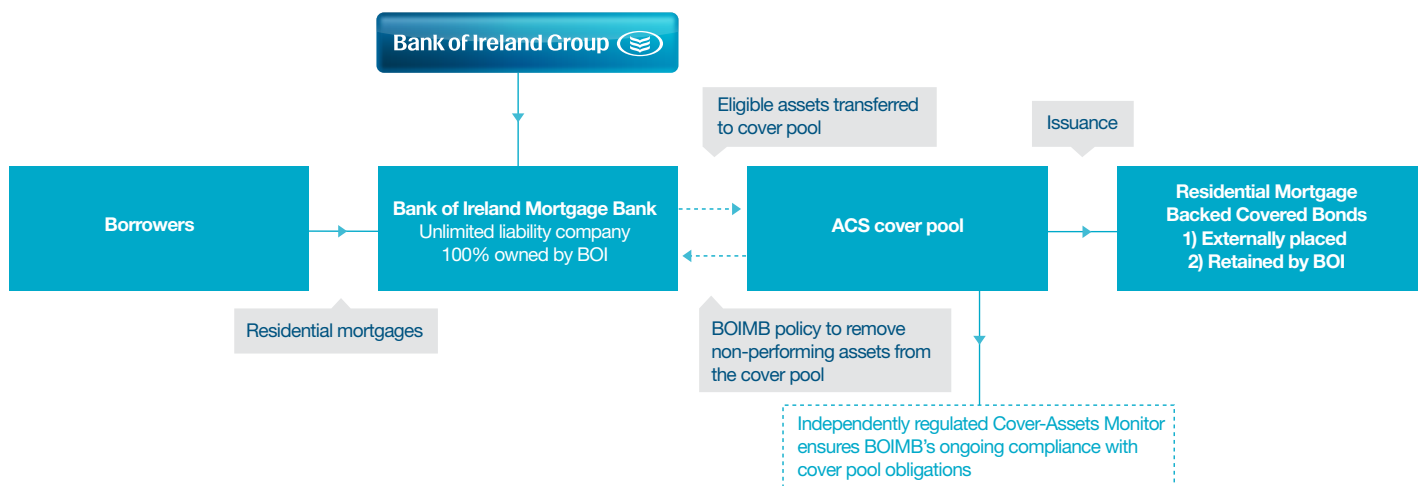 Bank of Ireland Group
Eligible assets transferred
to cover pool
Issuance
Borrowers
Bank of Ireland Mortgage Bank
Unlimited liability company
100% owned by BOI
ACS cover pool
Residential Mortgage
Backed Covered Bonds
1) Externally placed
2) Retained by BOI
Residential mortgages
BOIMB policy to remove
non-performing assets from
the cover pool
Independently regulated Cover-Assets Monitor
ensures BOIMB's ongoing compliance with
cover pool obligations